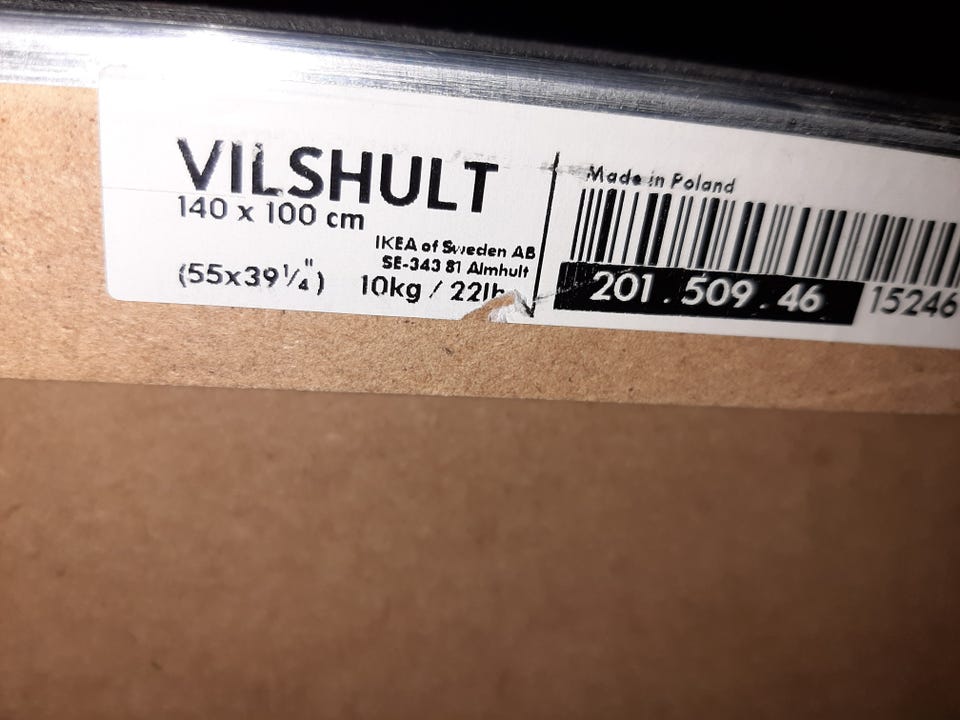 VILSHULT
140 x 100 cm
IKEA of Sweden AB
SE-343 81 Almhult
(55x39¼")
10kg / 22lb
Made in Poland
201.509.46
15246